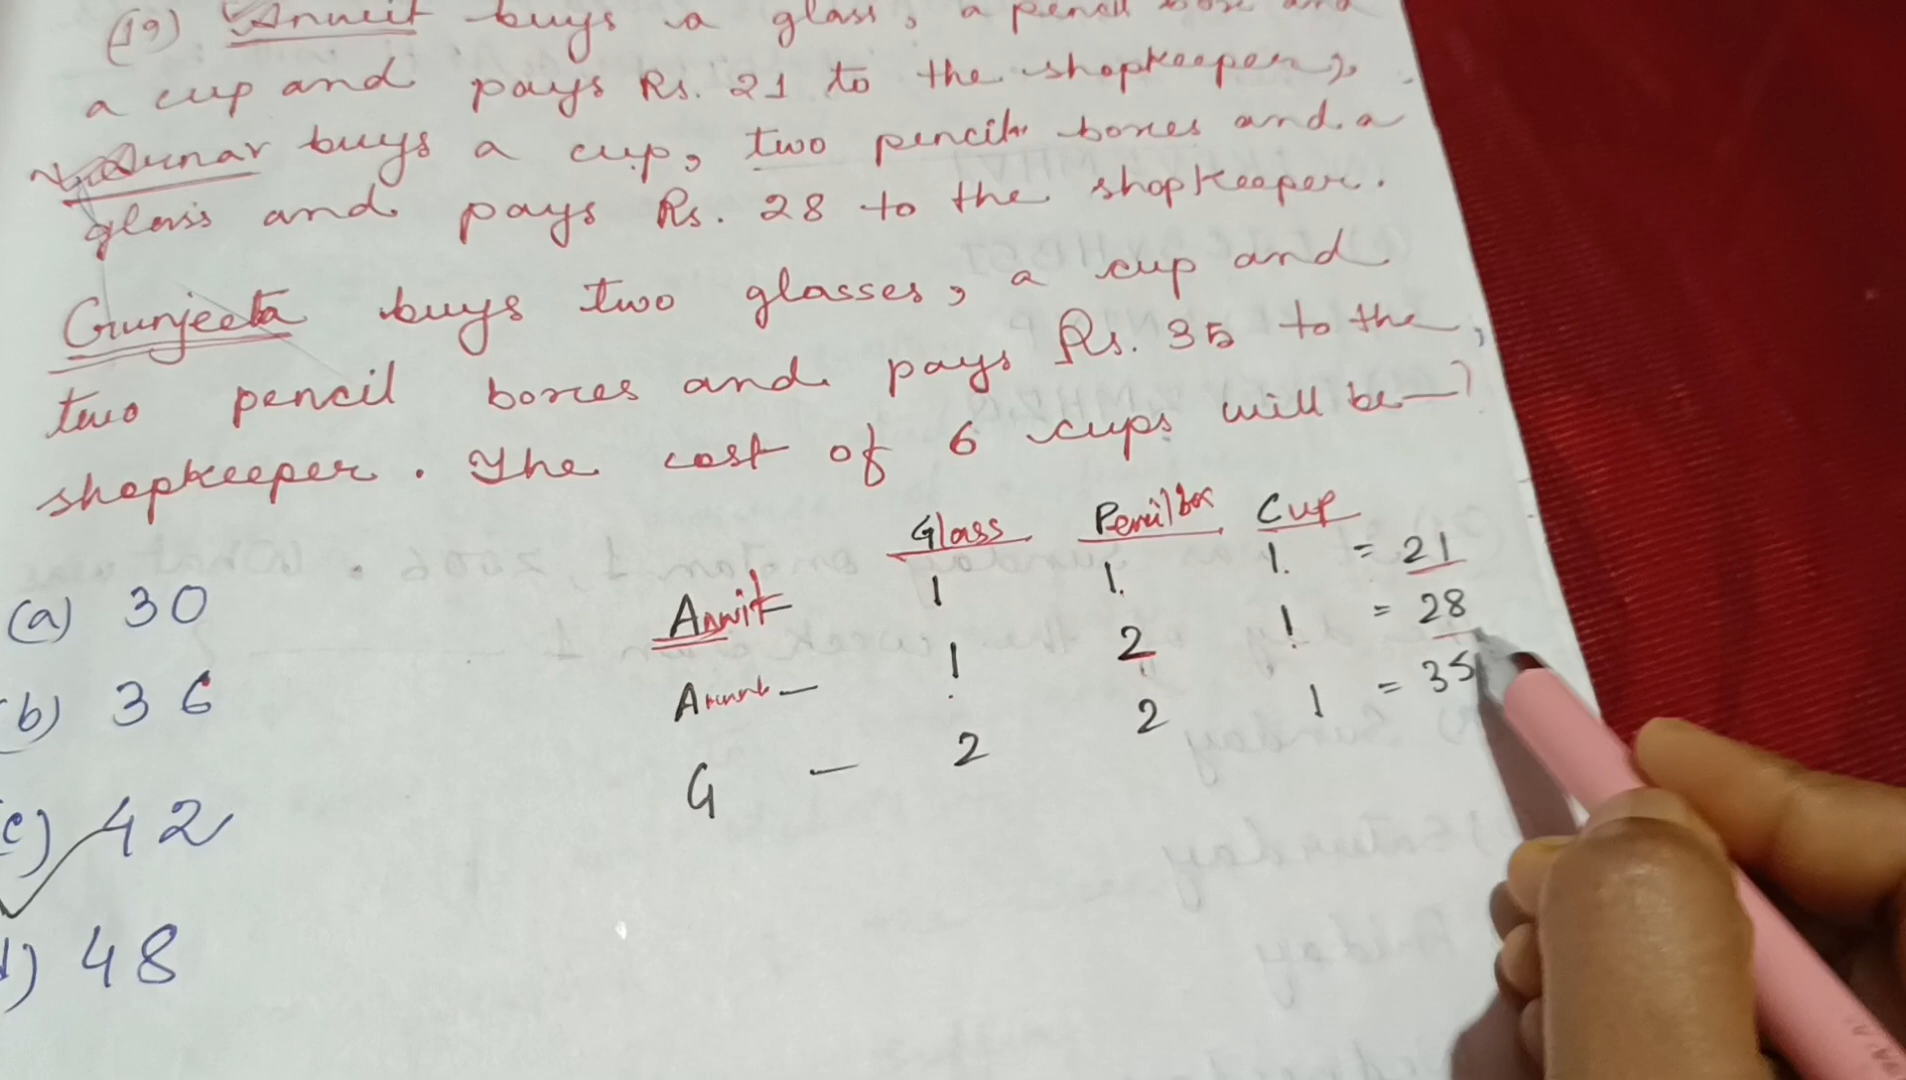 (19) Anwit buys a glass, a pencil box and
a cup and pays Rs. 21 to the shopkeeper,
buys a cup, two pencil boxes and a
glass and pays Rs. 28 to the shopkeeper.
Gunjeeta buys two glasses, a cup and
two pencil boxes and pays Rs. 35 to the
shopkeeper. The cost of 6 cups will be—?
Glass Pencil box Cup
Anwit 1 1 1 = 21
1 2 1 = 28
G — 2 2 1 = 35
(a) 30
(b) 36
c) 42
d) 48